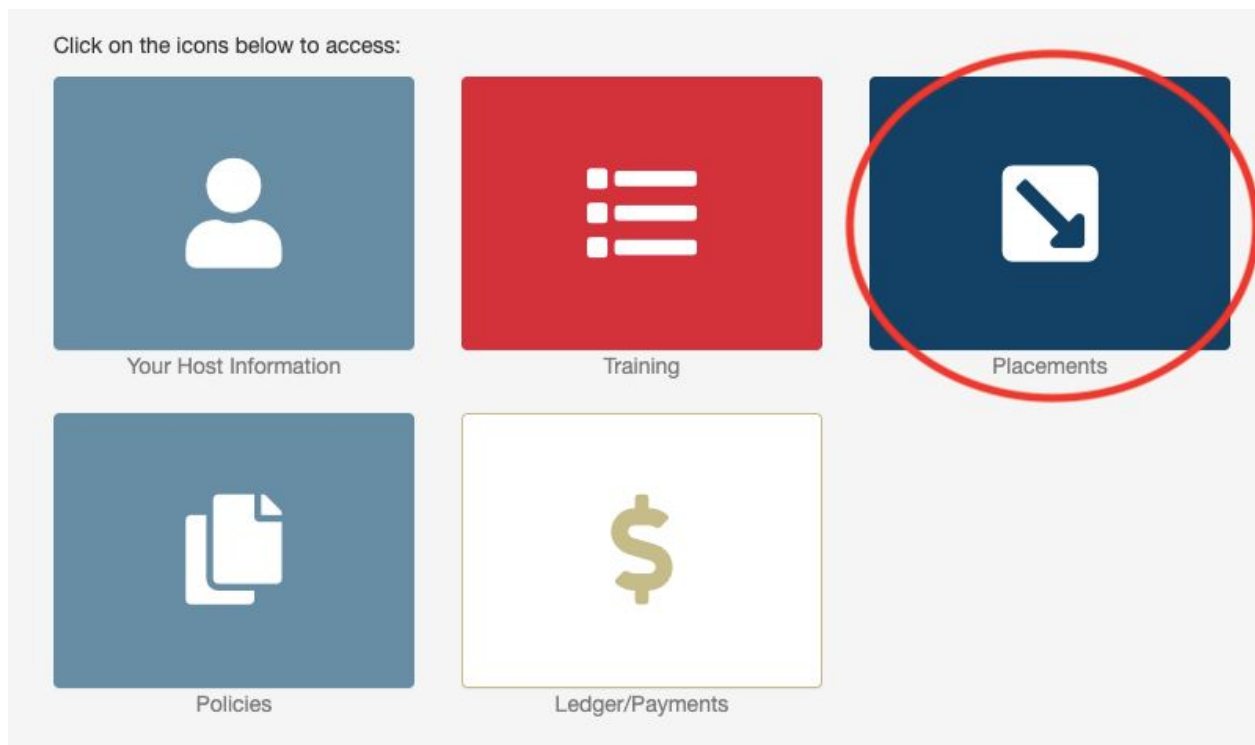 Click on the icons below to access:
Your Host Information
Training
Placements
$
Policies
Ledger/Payments